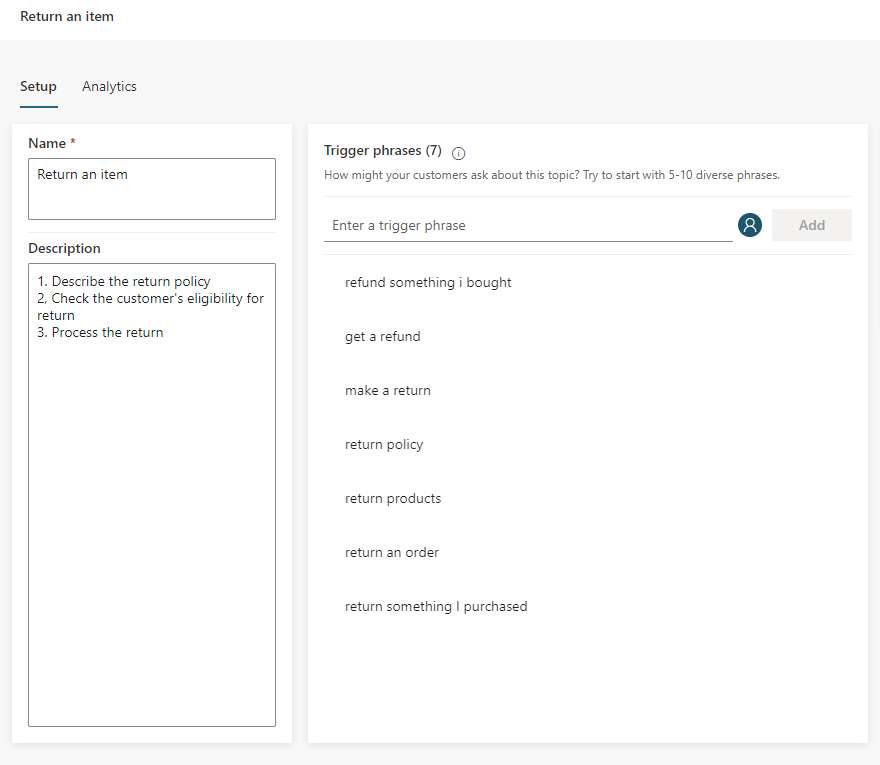 Return an item
Setup
Analytics
Name *
Return an item
Description
1. Describe the return policy
2, Check the customer's eligibility for
return
3. Process the return
Trigger phrases (7)
How might your customers ask about this topic? Try to start with 5-10 diverse phrases.
Enter a trigger phrase
Add
refund something i bought
get a refund
make a return
return policy
return products
return an order
return something I purchased